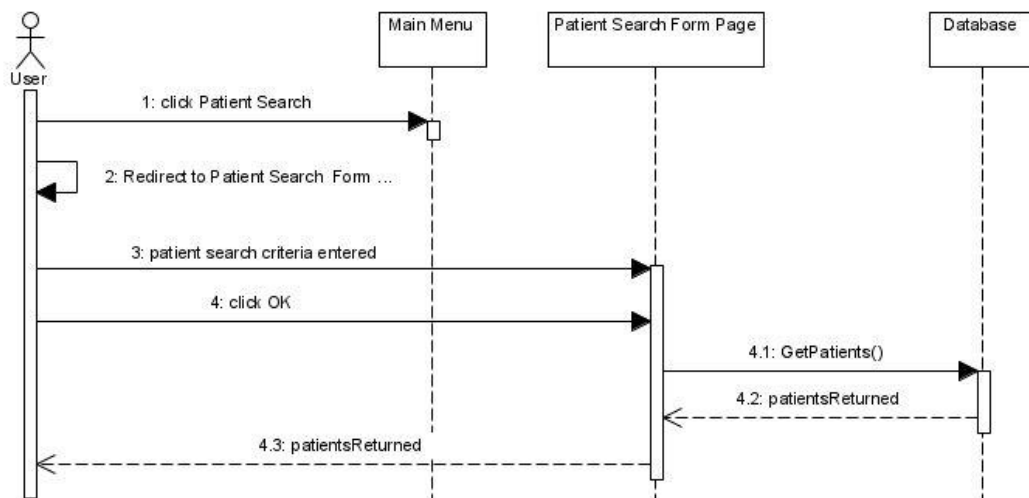 Main Menu
Patient Search Form Page
Database
User
1: click Patient Search
2: Redirect to Patient Search Form ...
3: patient search criteria entered
4: click OK
4.1: GetPatients()
4.2: patientsReturned
4.3: patientsReturned